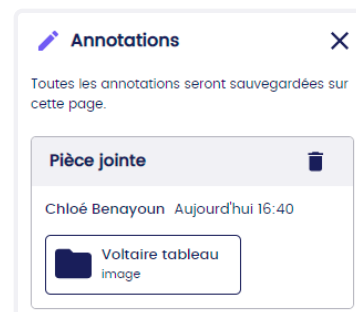 Annotations
Toutes les annotations seront sauvegardées sur
cette page.
Pièce jointe
Chloé Benayoun Aujourd'hui 16:40
Voltaire tableau
image